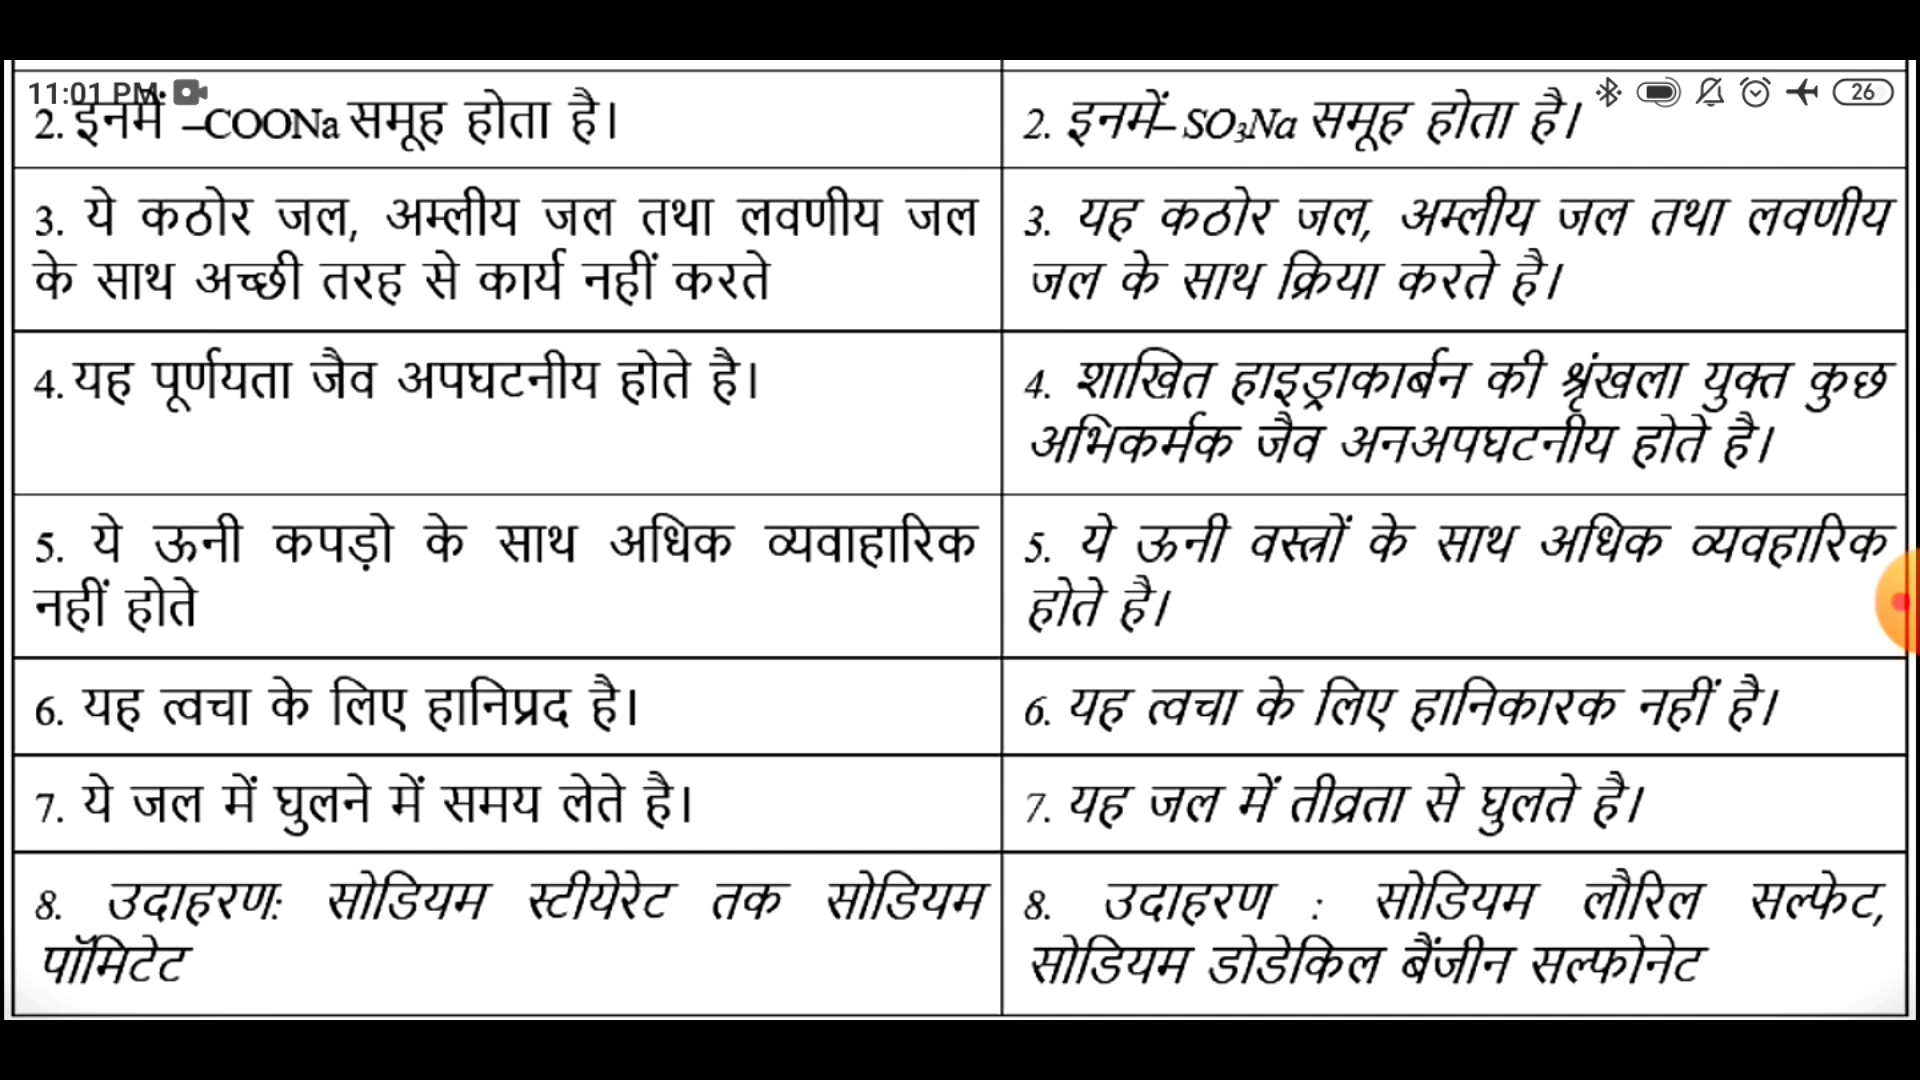 11:01 PM
26
2. इनमें –COONa समूह होता है।
2. इनमें– SO₃Na समूह होता है।
3. ये कठोर जल, अम्लीय जल तथा लवणीय जल
के साथ अच्छी तरह से कार्य नहीं करते
3. यह कठोर जल, अम्लीय जल तथा लवणीय
जल के साथ क्रिया करते है।
4. यह पूर्णयता जैव अपघटनीय होते है।
4. शाखित हाइड्राकार्बन की श्रृंखला युक्त कुछ
अभिकर्मक जैव अनअपघटनीय होते है।
5. ये ऊनी कपड़ो के साथ अधिक व्यवाहारिक
नहीं होते
5. ये ऊनी वस्त्रों के साथ अधिक व्यवहारिक
होते है।
6. यह त्वचा के लिए हानिप्रद है।
6. यह त्वचा के लिए हानिकारक नहीं है।
7. ये जल में घुलने में समय लेते है।
7. यह जल में तीव्रता से घुलते है।
8. उदाहरण: सोडियम स्टीयेरेट तक सोडियम
पॉमिटेट
8. उदाहरण : सोडियम लौरिल सल्फेट,
सोडियम डोडेकिल बैंजीन सल्फोनेट